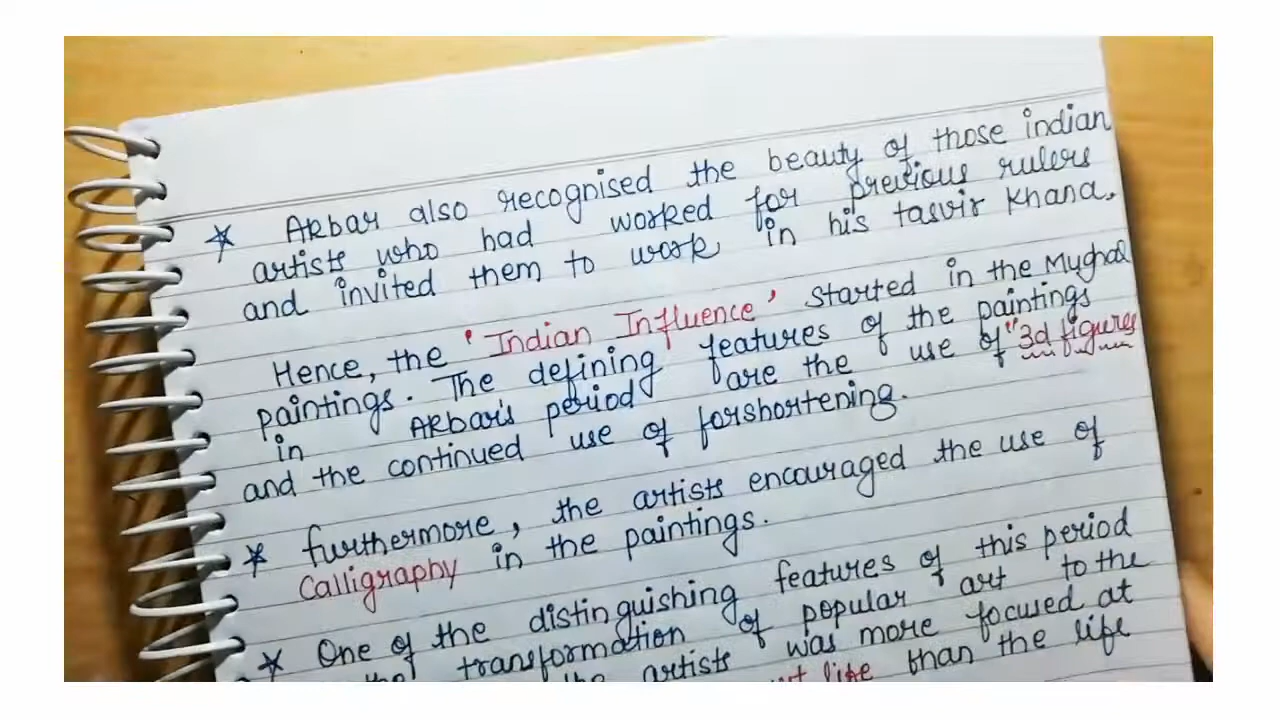 * Akbar also recognised the beauty of those indian
artists who had worked for previous rulers
and invited them to work in his tasvir khana.
Hence, the 'Indian Influence' started in the Mughal
paintings. The defining features of the paintings
in Akbar's period are the use of "3d figures
and the continued use of forshortening.
* furthermore, the artists encouraged the use of
Calligraphy in the paintings.
* One of the distinguishing features of this period
the transformation of popular art to the
the artists was more focused at
life than the life